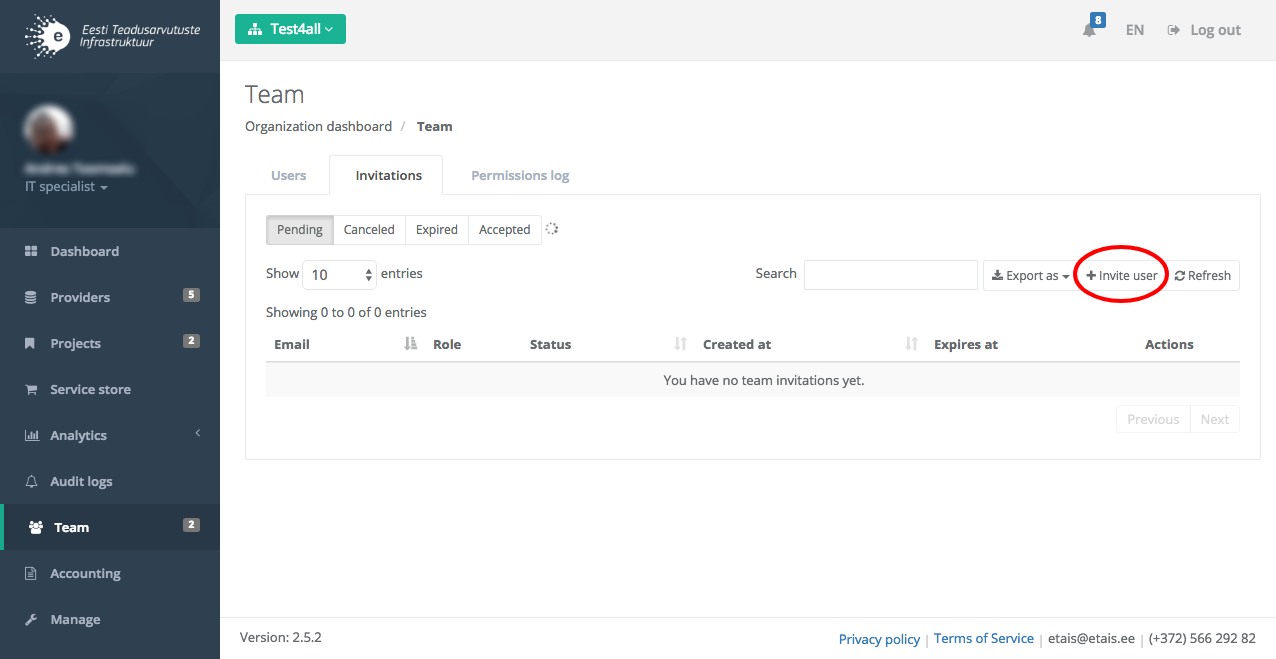 Eesti Teadusarvutuste
Infrastruktuur
e
IT specialist
Dashboard
Providers 5
Projects 2
Service store
Analytics
Audit logs
Team 2
Accounting
Manage
Test4all
8
EN
Log out
Team
Organization dashboard / Team
Users Invitations Permissions log
Pending Canceled Expired Accepted
Show 10 entries
Search Export as + Invite user Refresh
Showing 0 to 0 of 0 entries
Email Role Status Created at Expires at Actions
You have no team invitations yet.
Previous Next
Version: 2.5.2
Privacy policy | Terms of Service | etais@etais.ee | (+372) 566 292 82